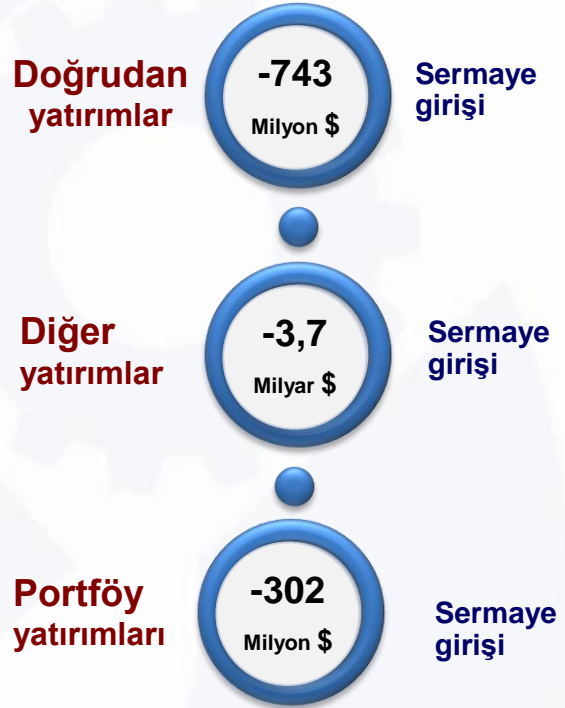 Doğrudan
yatırımlar
-743
Milyon $
Sermaye
girişi
Diğer
yatırımlar
-3,7
Milyar $
Sermaye
girişi
Portföy
yatırımları
-302
Milyon $
Sermaye
girişi